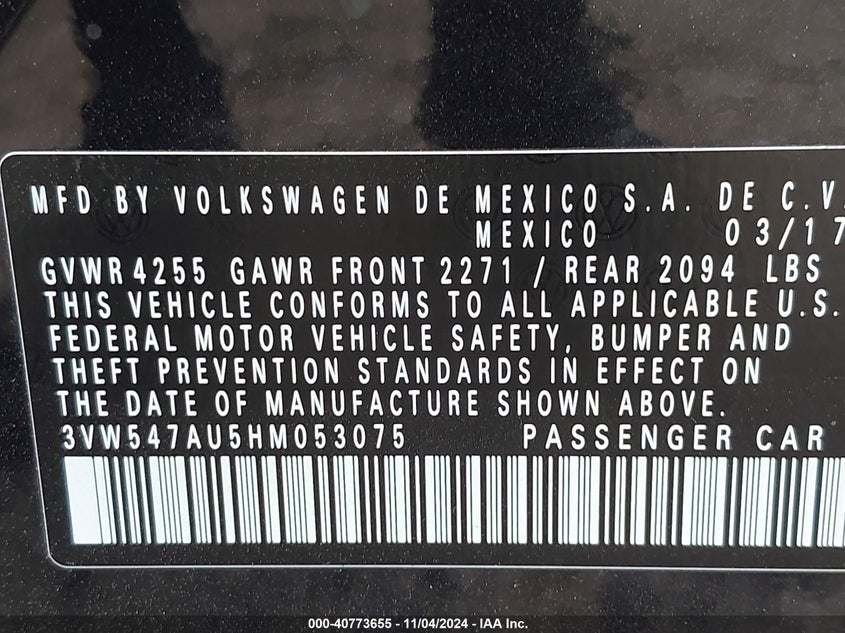 MFD BY VOLKSWAGEN DE MEXICO S.A. DE C.V.
MEXICO 03/17
GVWR 4255 GAWR FRONT 2271 / REAR 2094 LBS
THIS VEHICLE CONFORMS TO ALL APPLICABLE U.S.
FEDERAL MOTOR VEHICLE SAFETY, BUMPER AND
THEFT PREVENTION STANDARDS IN EFFECT ON
THE DATE OF MANUFACTURE SHOWN ABOVE.
3VW547AU5HM053075 PASSENGER CAR
000-40773655 - 11/04/2024 - IAA Inc.